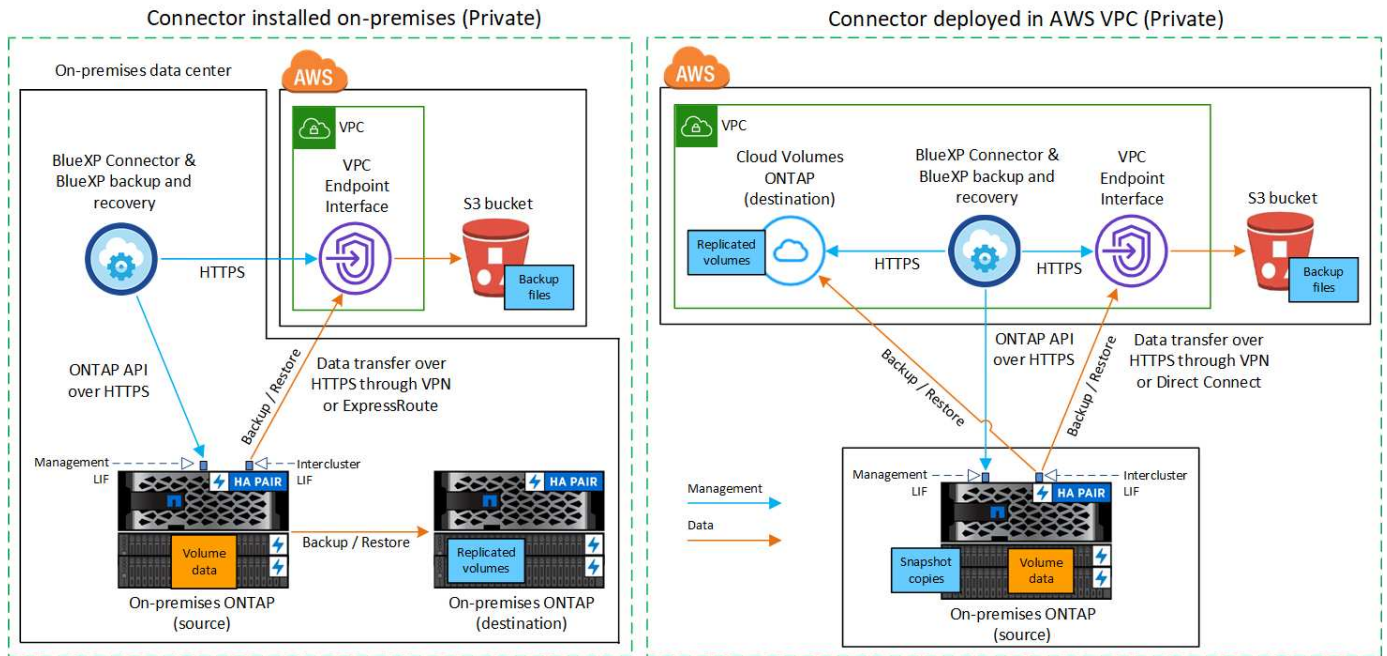 Connector installed on-premises (Private)
On-premises data center
AWS
VPC
BlueXP Connector &
BlueXP backup and
recovery
VPC
Endpoint
Interface
S3 bucket
HTTPS
Backup
files
ONTAP API
over HTTPS
Backup / Restore
Data transfer over
HTTPS through VPN
or ExpressRoute
Management
LIF
Intercluster
LIF
HA PAIR
HA PAIR
Backup / Restore
Volume
data
Replicated
volumes
On-premises ONTAP
(source)
On-premises ONTAP
(destination)
Connector deployed in AWS VPC (Private)
AWS
VPC
Cloud Volumes
ONTAP
(destination)
BlueXP Connector &
BlueXP backup and
recovery
VPC
Endpoint
Interface
S3 bucket
Replicated
volumes
HTTPS
HTTPS
Backup
files
Backup / Restore
ONTAP API
over HTTPS
Backup / Restore
Data transfer over
HTTPS through VPN
or Direct Connect
Management
LIF
Intercluster
LIF
HA PAIR
Management
Data
Snapshot
copies
Volume
data
On-premises ONTAP
(source)